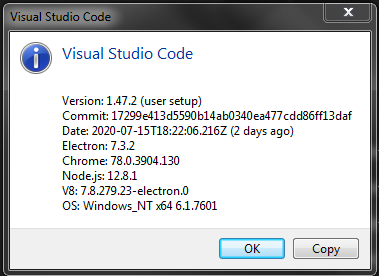 Visual Studio Code
Visual Studio Code
Version: 1.47.2 (user setup)
Commit: 17299e413d5590b14ab0340ea477cdd86ff13daf
Date: 2020-07-15T18:22:06.216Z (2 days ago)
Electron: 7.3.2
Chrome: 78.0.3904.130
Node.js: 12.8.1
V8: 7.8.279.23-electron.0
OS: Windows_NT x64 6.1.7601
OK
Copy